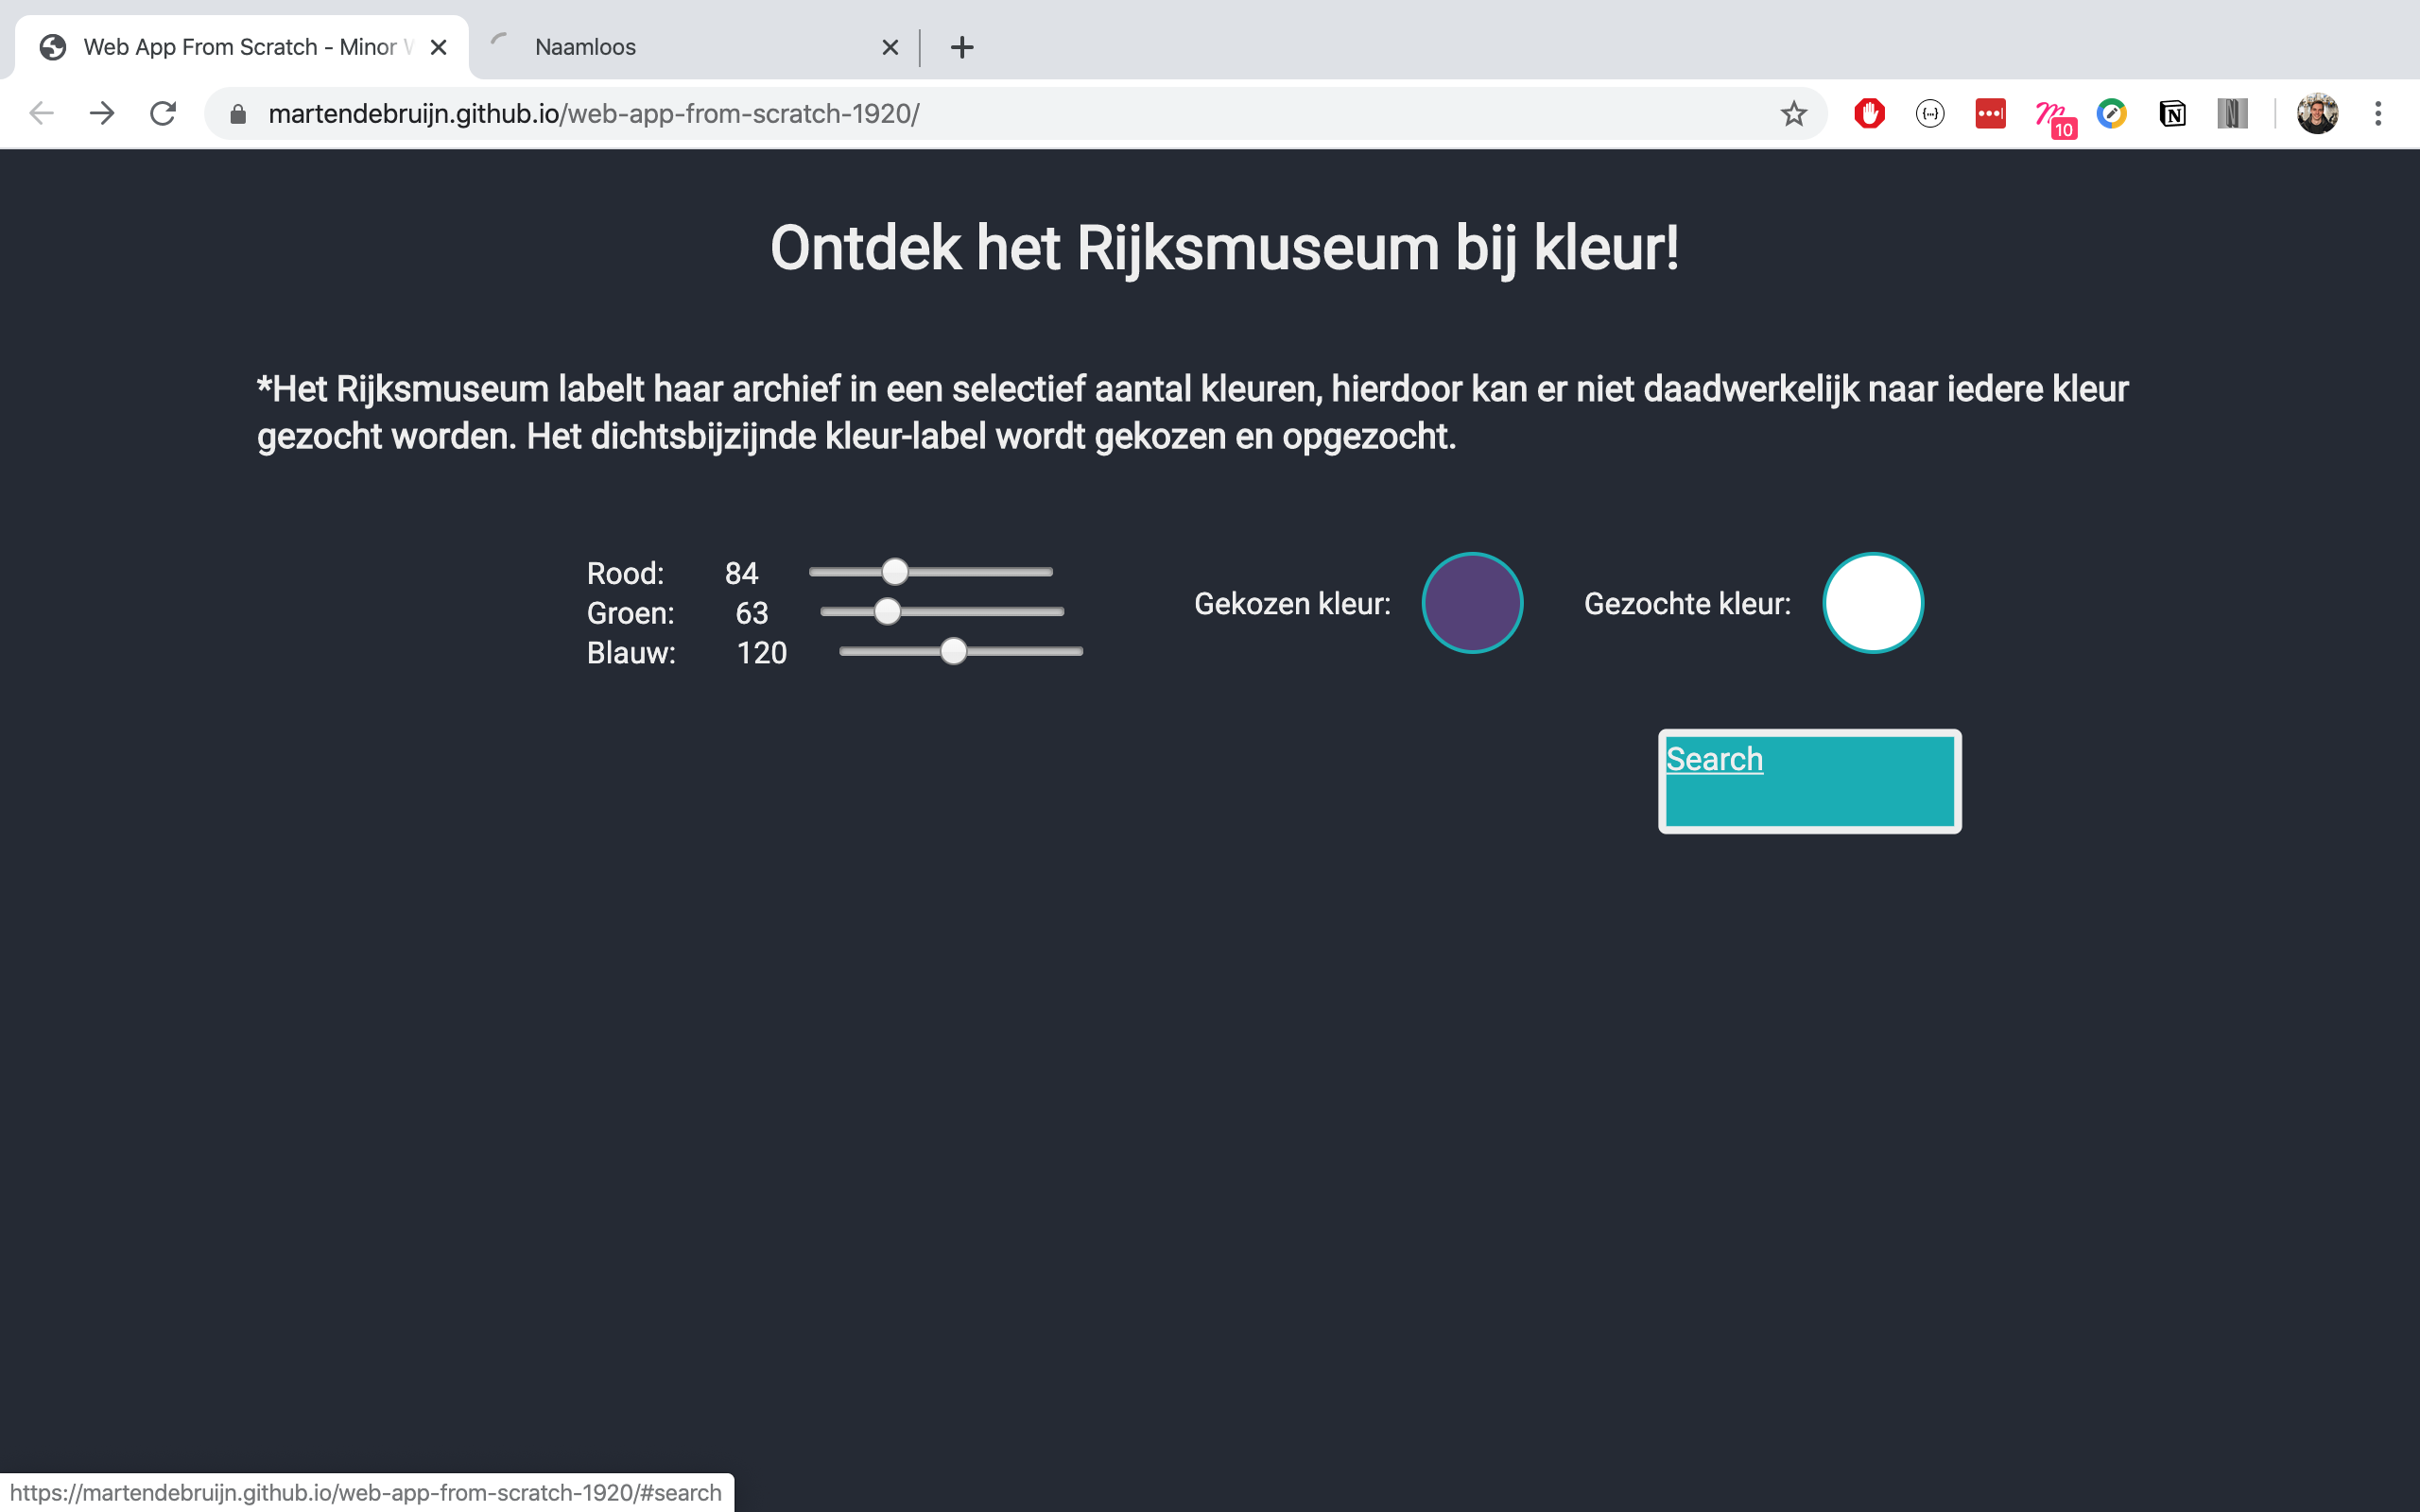 Web App From Scratch - Minor W
Naamloos
martendebruijn.github.io/web-app-from-scratch-1920/
10
Ontdek het Rijksmuseum bij kleur!
*Het Rijksmuseum labelt haar archief in een selectief aantal kleuren, hierdoor kan er niet daadwerkelijk naar iedere kleur
gezocht worden. Het dichtsbijzijnde kleur-label wordt gekozen en opgezocht.
Rood: 84
Groen: 63
Blauw: 120
Gekozen kleur:
Gezochte kleur:
Search
https://martendebruijn.github.io/web-app-from-scratch-1920/#search